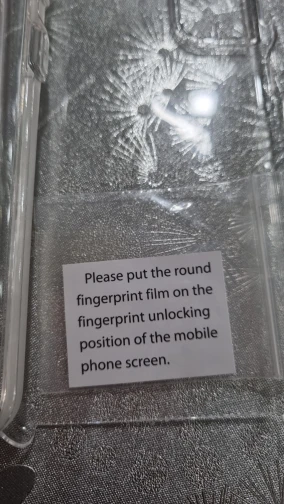 Please put the round
fingerprint film on the
fingerprint unlocking
position of the mobile
phone screen.